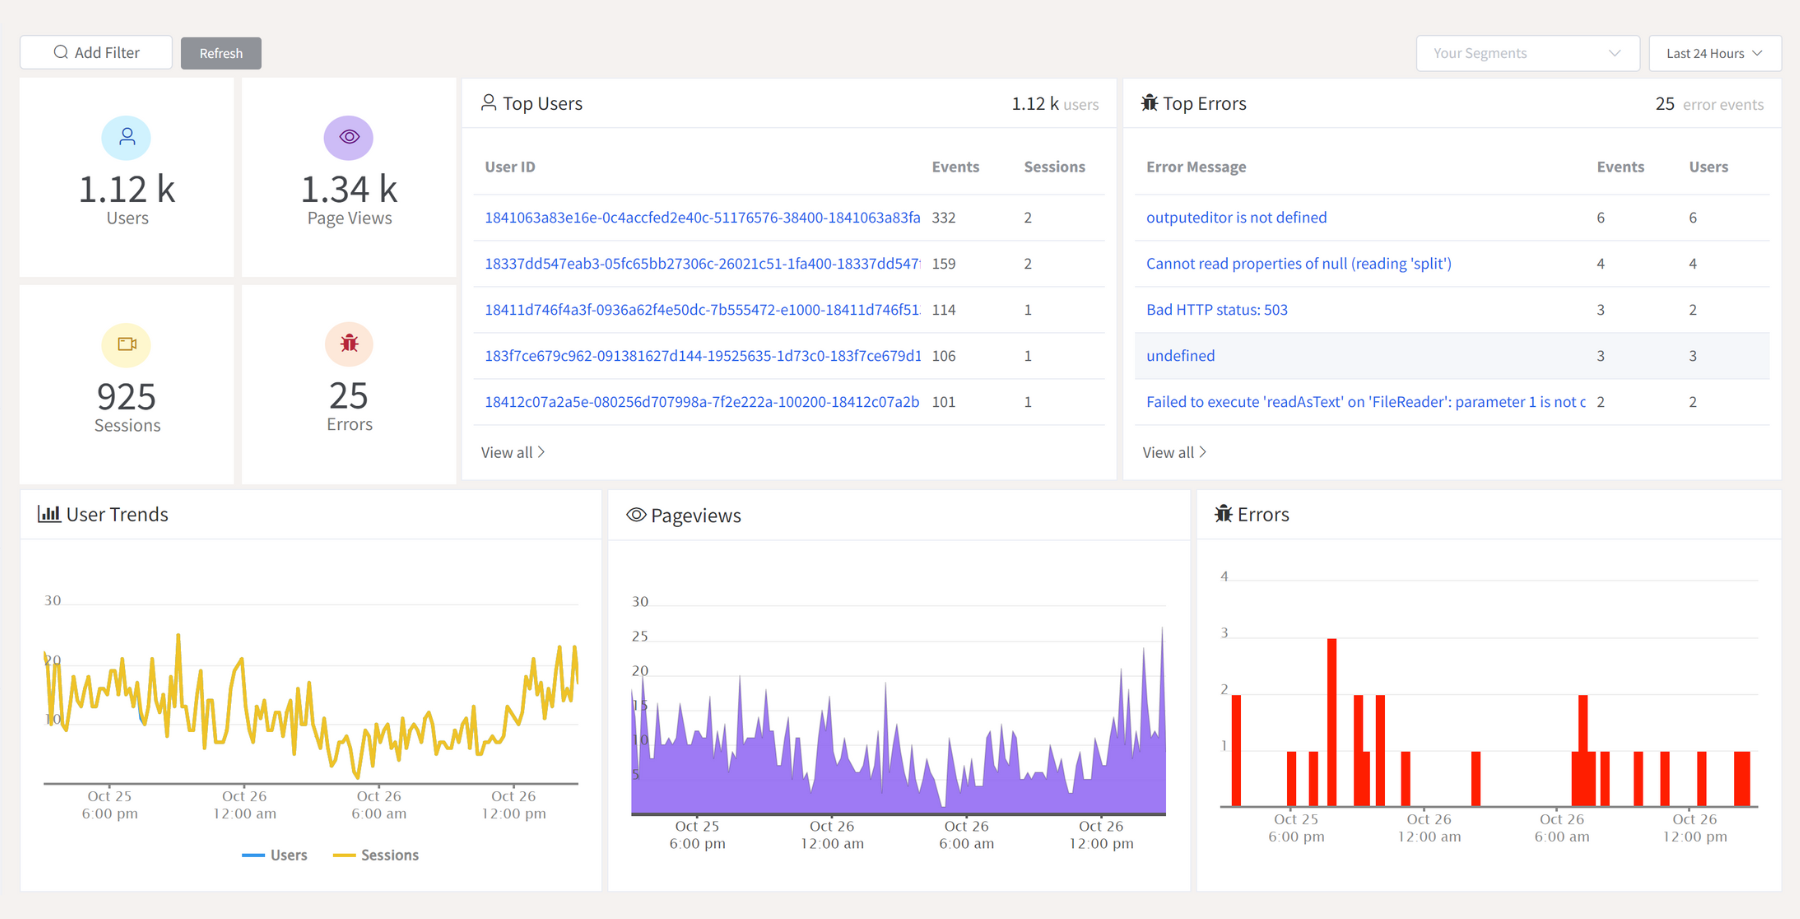 Add Filter
Refresh
Your Segments
Last 24 Hours
1.12 k
Users
1.34 k
Page Views
925
Sessions
25
Errors
Top Users
1.12 k users
User ID Events Sessions
1841063a83e16e-0c4accfed2e40c-51176576-38400-1841063a83fa 332 2
18337dd547eab3-05fc65bb27306c-26021c51-1fa400-18337dd547 159 2
18411d746f4a3f-0936a62f4e50dc-7b555472-e1000-18411d746f51 114 1
183f7ce679c962-091381627d144-19525635-1d73c0-183f7ce679d1 106 1
18412c07a2a5e-080256d707998a-7f2e222a-100200-18412c07a2b 101 1
View all
Top Errors
25 error events
Error Message Events Users
outputeditor is not defined 6 6
Cannot read properties of null (reading 'split') 4 4
Bad HTTP status: 503 3 2
undefined 3 3
Failed to execute 'readAsText' on 'FileReader': parameter 1 is not c 2 2
View all
User Trends
30
20
10
Oct 25 Oct 26 Oct 26 Oct 26
6:00 pm 12:00 am 6:00 am 12:00 pm
Users Sessions
Pageviews
30
25
20
15
10
5
Oct 25 Oct 26 Oct 26 Oct 26
6:00 pm 12:00 am 6:00 am 12:00 pm
Errors
4
3
2
1
Oct 25 Oct 26 Oct 26 Oct 26
6:00 pm 12:00 am 6:00 am 12:00 pm